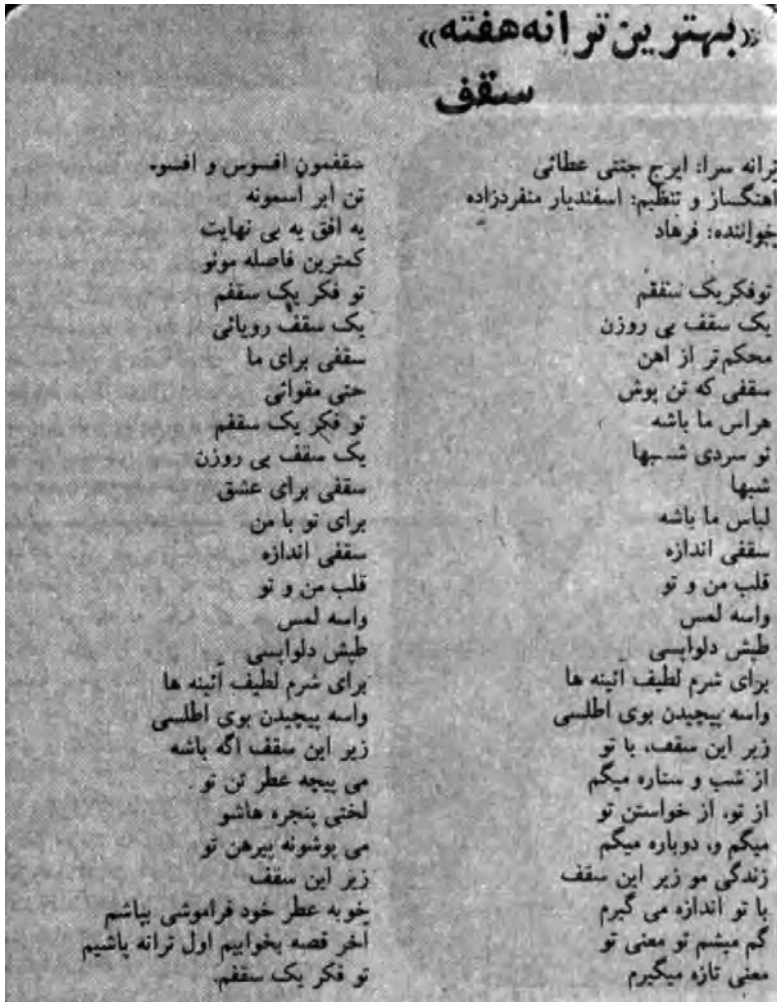 «بهترین ترانه هفته»
سقف
ترانه سرا: ایرج جنتی عطائی
آهنگساز و تنظیم: اسفندیار منفردزاده
خواننده: فرهاد
توفکریک سقفم
یک سقف بی روزن
محکم‌تر از آهن
سقفی که تن پوش
هراس ما باشه
تو سردی شبها
شبها
لباس ما باشه
سقفی اندازه
قلب من و تو
واسه لمس
طپش دلواپسی
برای شرم لطیف آئینه ها
واسه پیچیدن بوی اطلسی
زیر این سقف، با تو
از شب و ستاره میگم
از تو، از خواستن تو
میگم و، دوباره میگم
زندگی مو زیر این سقف
با تو اندازه می گیرم
گم میشم تو معنی تو
معنی تازه میگیرم
سقفمون افسوس و
تن ابر اسمونه
یه افق یه بی نهایت
کمترین فاصله مونو
تو فکر یک سقفم
یک سقف رویائی
سقفی برای ما
حتی مقوائی
تو فکر یک سقفم
یک سقف بی روزن
سقفی برای عشق
برای تو با من
سقفی اندازه
قلب من و تو
واسه لمس
طپش دلواپسی
برای شرم لطیف آئینه ها
واسه پیچیدن بوی اطلسی
زیر این سقف اگه باشه
می پیچه عطر تن تو
لختی پنجره هاشو
می پوشونه پیرهن تو
زیر این سقف
خوبه عطر خود فراموشی بپاشیم
آخر قصه بخوابیم اول ترانه پاشیم
تو فکر یک سقفم.